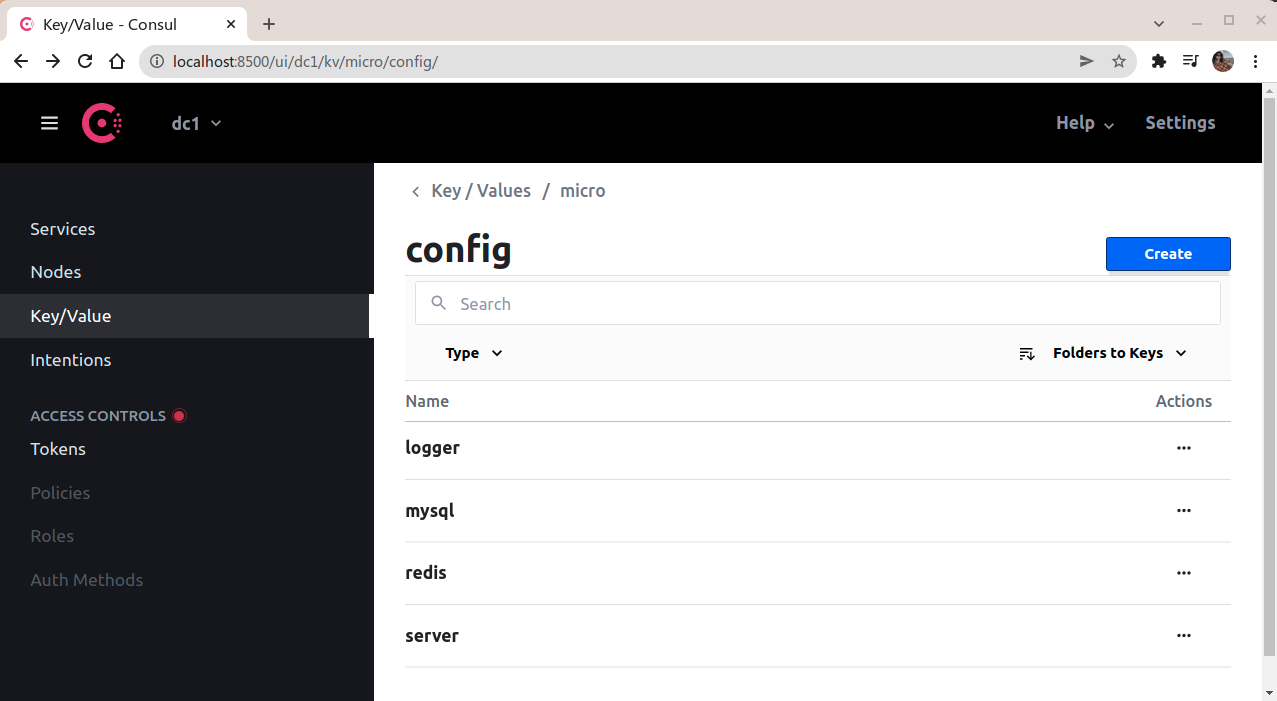 Key/Value - Consul
localhost:8500/ui/dc1/kv/micro/config/
dc1
Help
Settings
Services
Nodes
Key/Value
Intentions
ACCESS CONTROLS
Tokens
Policies
Roles
Auth Methods
Key / Values / micro
config
Create
Search
Type
Folders to Keys
Name
Actions
logger
mysql
redis
server